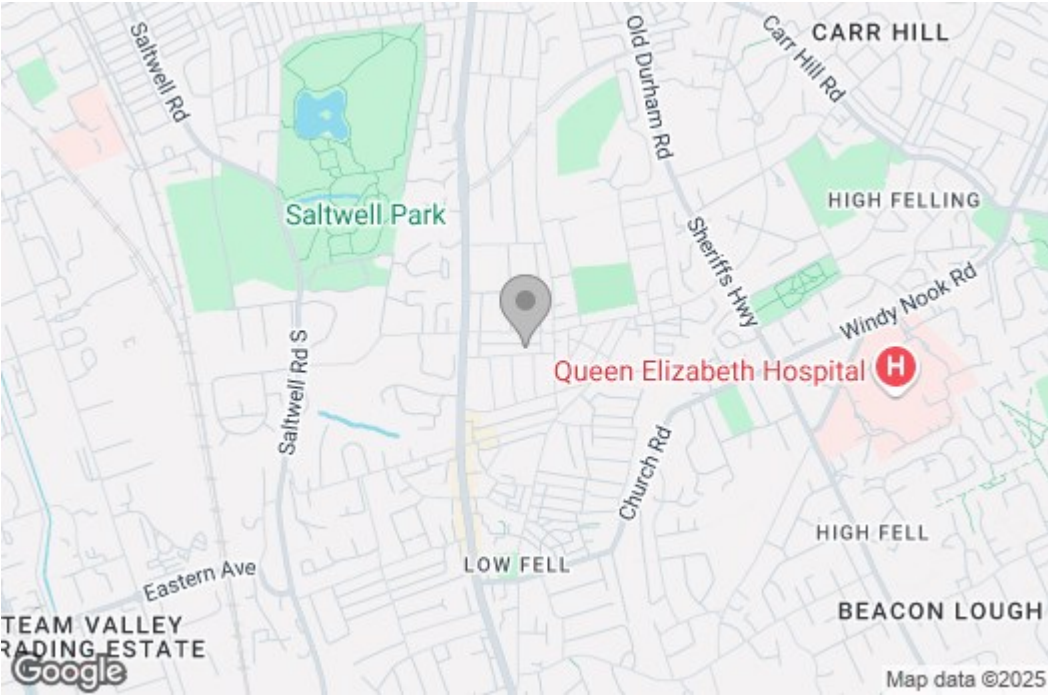 Saltwell Rd
Old Durham Rd
Carr Hill Rd
CARR HILL
HIGH FELLING
Saltwell Park
Sheriffs Hwy
Windy Nook Rd
Saltwell Rd S
Queen Elizabeth Hospital
H
Church Rd
HIGH FELL
LOW FELL
Eastern Ave
BEACON LOUGH
TEAM VALLEY
RADING ESTATE
Google
Map data ©2025